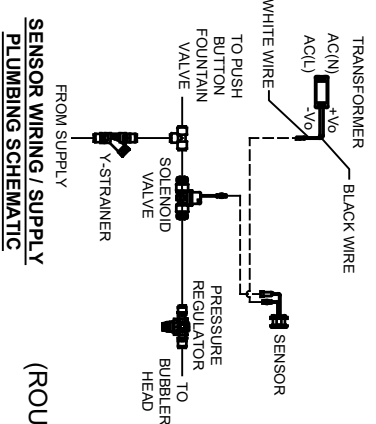 TRANSFORMER
AC(N)
AC(L)
+Vo
-Vo
WHITE WIRE
BLACK WIRE
TO PUSH
BUTTON
FOUNTAIN
VALVE
SOLENOID
VALVE
SENSOR
PRESSURE
REGULATOR
TO
BUBBLER
HEAD
Y-STRAINER
FROM SUPPLY
SENSOR WIRING / SUPPLY
PLUMBING SCHEMATIC
(ROU